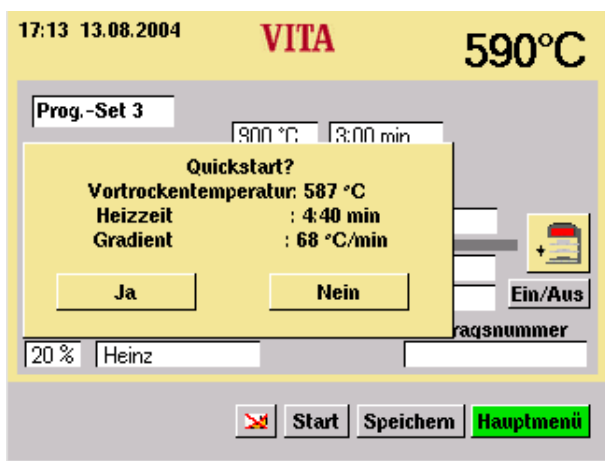 17:13 13.08.2004 VITA 590°C
Prog.-Set 3
900 °C 3:00 min
Quickstart?
Vortrockentemperatur: 587 °C
Heizzeit : 4:40 min
Gradient : 68 °C/min
Ja Nein
Ein/Aus
ragsnummer
20 % Heinz
Start Speichern Hauptmenü